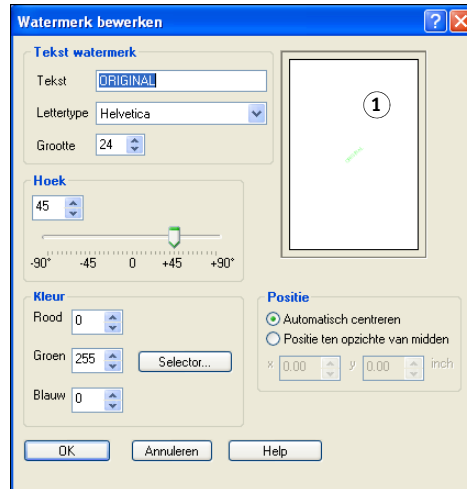 Watermerk bewerken
Tekst watermerk
Tekst ORIGINAL
Lettertype Helvetica
Grootte 24
1
Hoek
45
-90° -45 0 +45 +90°
Kleur
Rood 0
Groen 255 Selector...
Blauw 0
Positie
Automatisch centreren
Positie ten opzichte van midden
x 0.00 y 0.00 inch
OK Annuleren Help